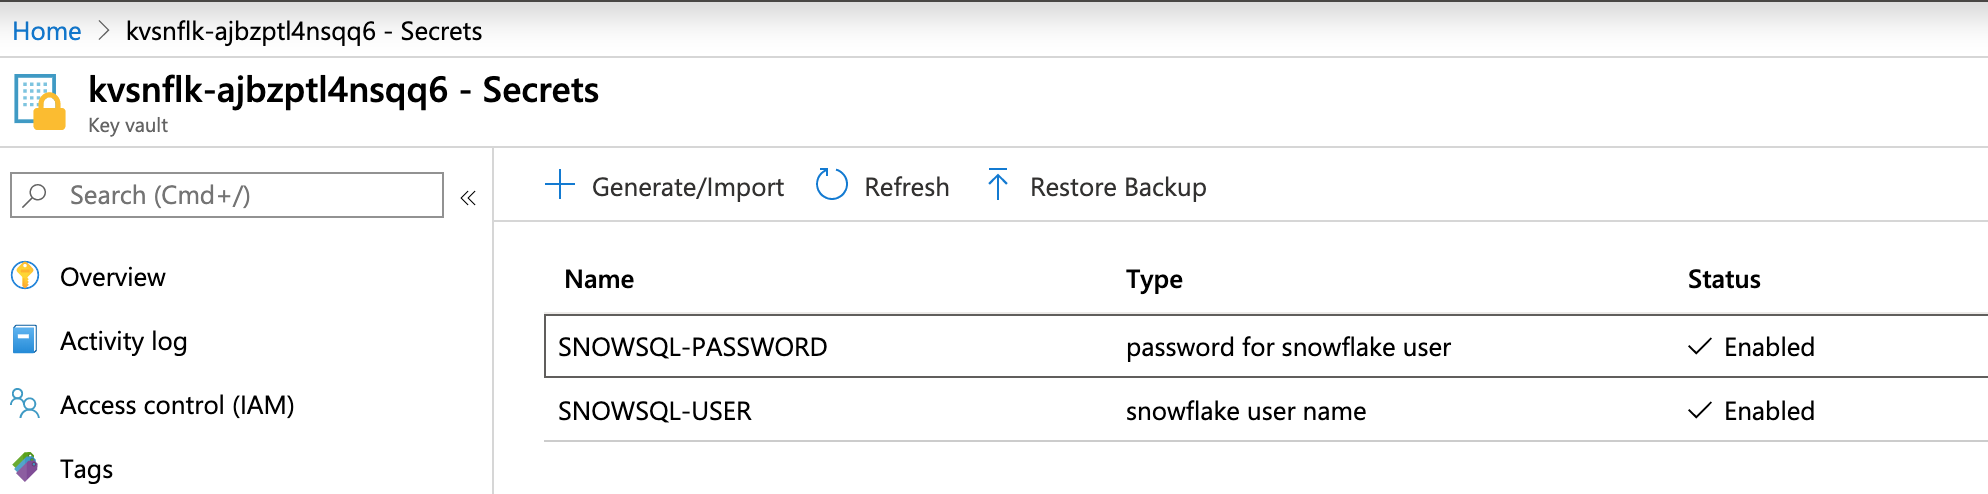 Home > kvsnflk-ajbzptl4nsqq6 - Secrets
kvsnflk-ajbzptl4nsqq6 - Secrets
Key vault
Search (Cmd+/)
«
Generate/Import Refresh Restore Backup
Overview
Activity log
Access control (IAM)
Tags
Name Type Status
SNOWSQL-PASSWORD password for snowflake user ✓ Enabled
SNOWSQL-USER snowflake user name ✓ Enabled